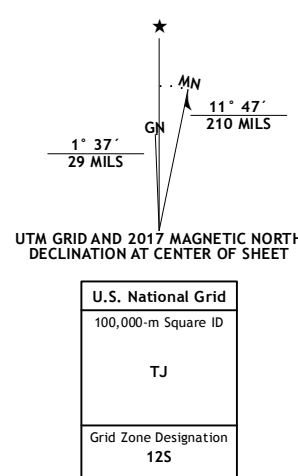 ★
MN
GN
11° 47´
210 MILS
1° 37´
29 MILS
UTM GRID AND 2017 MAGNETIC NORTH
DECLINATION AT CENTER OF SHEET
U.S. National Grid
100,000-m Square ID
TJ
Grid Zone Designation
12S